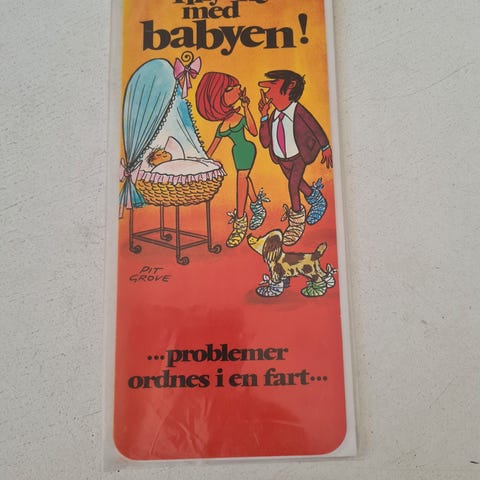 med
babyen!
PIT
GROVE
...problemer
ordnes i en fart...